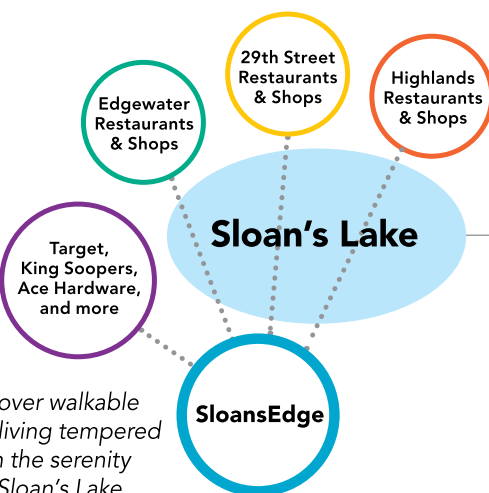 29th Street
Restaurants
& Shops
Highlands
Restaurants
& Shops
Edgewater
Restaurants
& Shops
Sloan's Lake
Target,
King Soopers,
Ace Hardware,
and more
SloansEdge
over walkable
living tempered
the serenity
Sloan's Lake